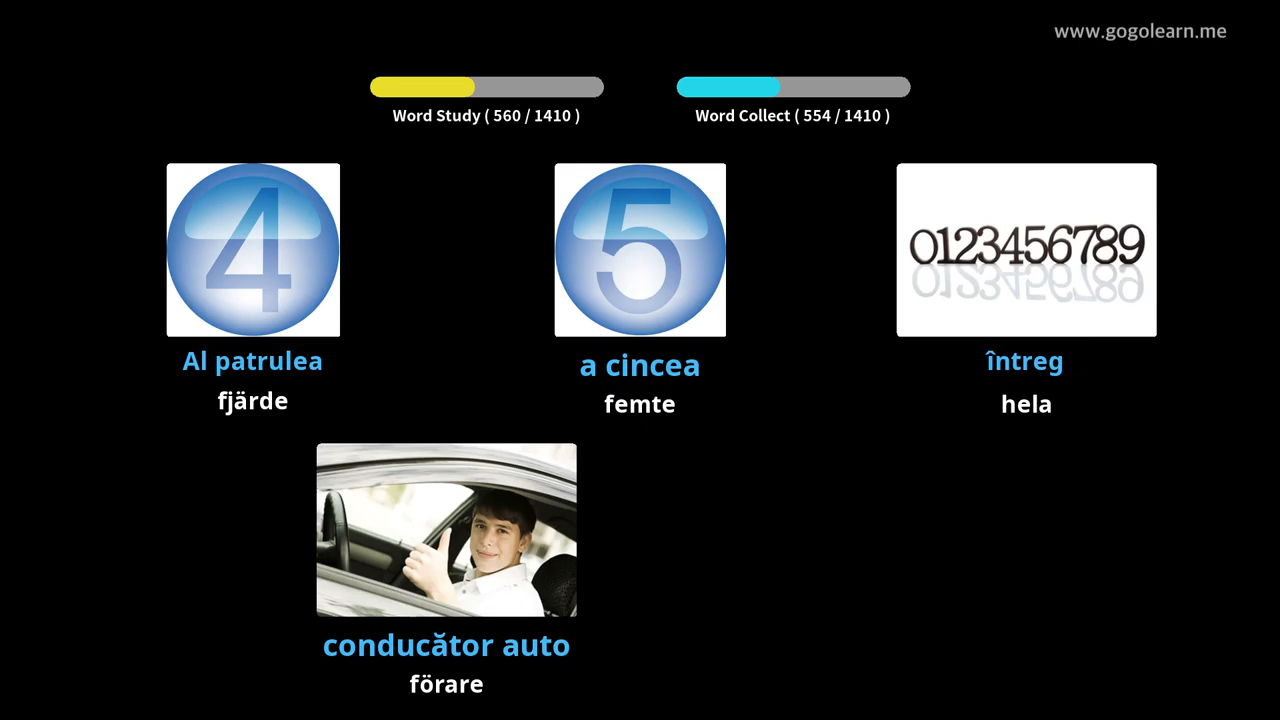 www.gogolearn.me
Word Study ( 560 / 1410 )
Word Collect ( 554 / 1410 )
4
5
0123456789
Al patrulea
a cincea
întreg
fjärde
femte
hela
conducător auto
förare